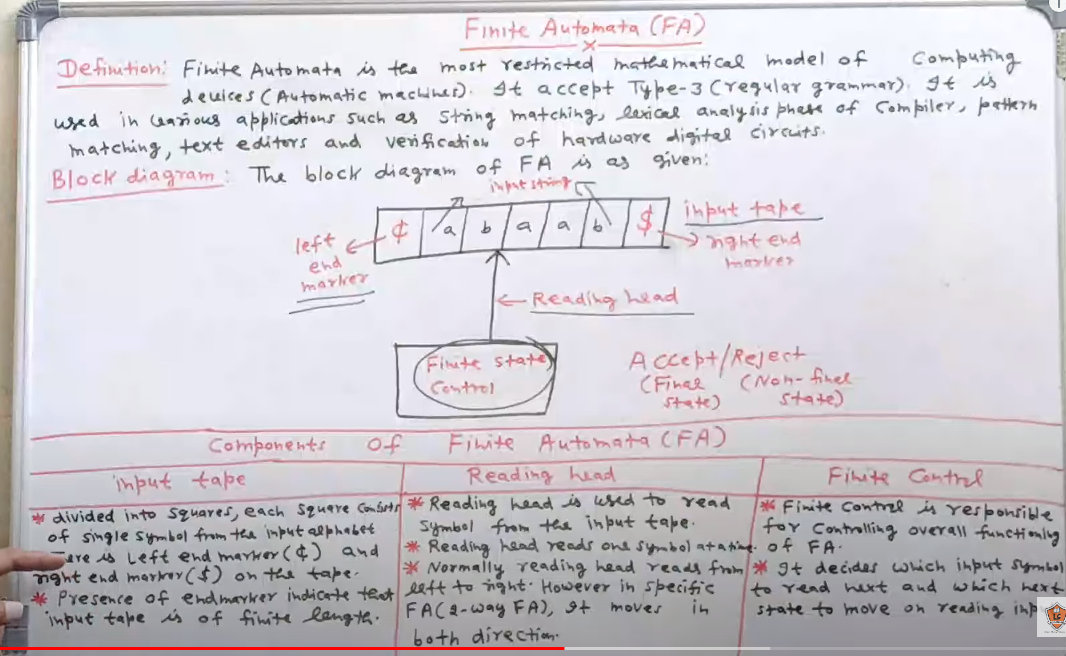 Finite Automata (FA)
Definition: Finite Automata is the most restricted mathematical model of Computing
devices (Automatic machines). It accept Type-3 (regular grammar). It is
used in various applications such as string matching, lexical analysis phase of Compiler, pattern
matching, text editors and verification of hardware digital circuits.
Block diagram: The block diagram of FA is as given:
input string
¢ a b a a b $
input tape
left
end
marker
right end
marker
Reading head
Finite state
Control
Accept/Reject
(Final (Non-final
state) state)
Components Of Finite Automata (FA)
input tape
* divided into squares, each square consists
of single symbol from the input alphabet
is left end marker (¢) and
right end marker ($) on the tape.
* Presence of endmarker indicate that
input tape is of finite length.
Reading head
* Reading head is used to read
symbol from the input tape.
* Reading head reads one symbol at a time.
* Normally reading head reads from
left to right. However in specific
FA (2-way FA), It moves in
both direction.
Finite Control
* Finite Control is responsible
for controlling overall functioning
of FA.
* It decides which input symbol
to read next and which next
state to move on reading